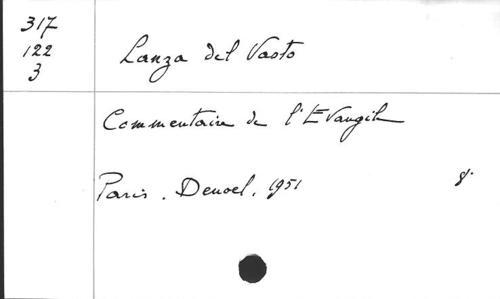 317
122
3
Lanza del Vasto
Commentaire de l'Evangile
Paris. Denoel. 1951 8°